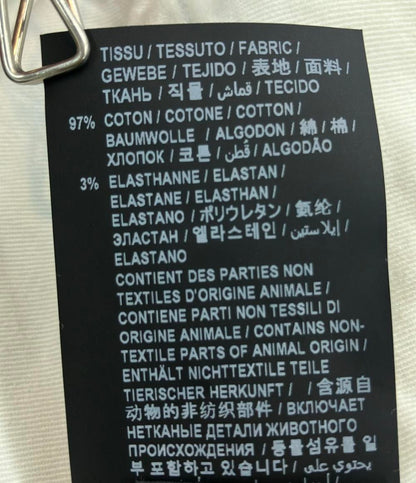 TISSU / TESSUTO / FABRIC /
GEWEBE / TEJIDO / 表地 / 面料 /
ТКАНЬ / 직물 / قماش / TECIDO
97% COTON / COTONE / COTTON /
BAUMWOLLE / ALGODON / 綿 / 棉 /
ХЛОПОК / 코튼 / قطن / ALGODÃO
3% ELASTHANNE / ELASTAN /
ELASTANE / ELASTHAN /
ELASTANO / ポリウレタン / 氨纶 /
ЭЛАСТАН / 엘라스테인 / إيلاستين /
ELASTANO
CONTIENT DES PARTIES NON
TEXTILES D'ORIGINE ANIMALE /
CONTIENE PARTI NON TESSILI DI
ORIGINE ANIMALE / CONTAINS NON-
TEXTILE PARTS OF ANIMAL ORIGIN /
ENTHÄLT NICHTTEXTILE TEILE
TIERISCHER HERKUNFT / / 含源自
动物的非纺织部件 / ВКЛЮЧАЕТ
НЕТКАНЫЕ ДЕТАЛИ ЖИВОТНОГО
ПРОИСХОЖДЕНИЯ / 동물섬유를 일
부 포함하고 있습니다 / يحتوي على